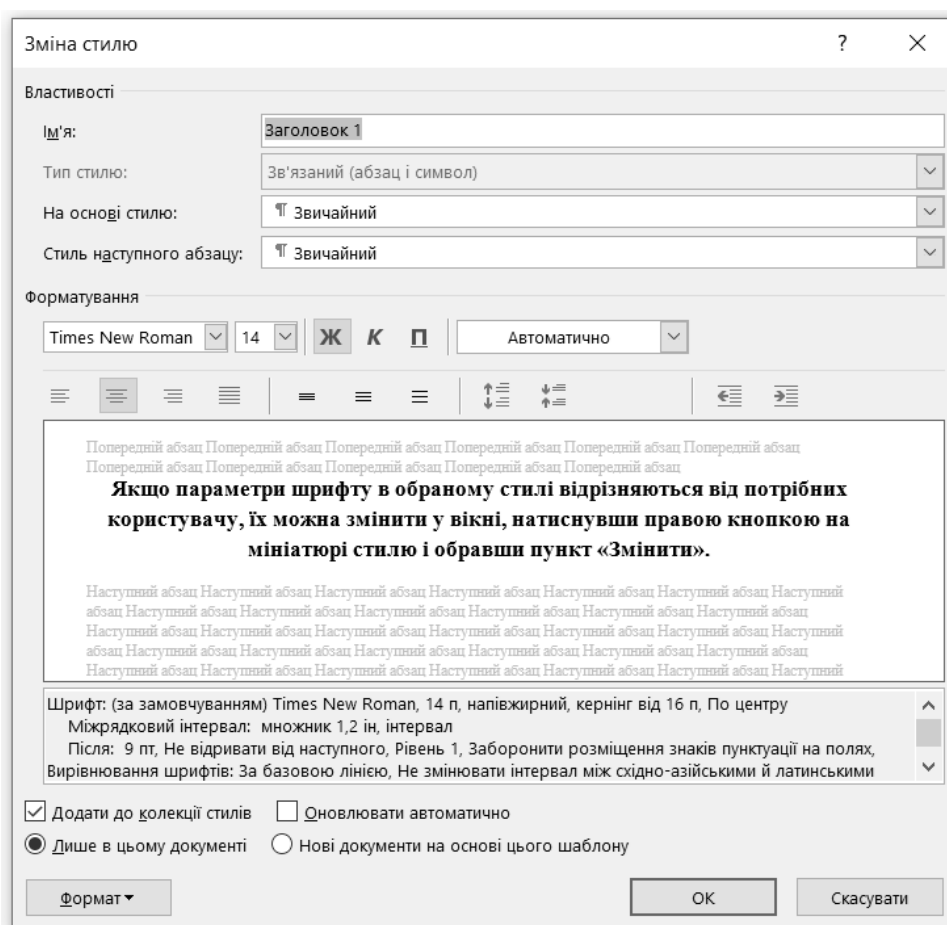 Зміна стилю ?
Властивості
Ім'я: Заголовок 1
Тип стилю: Зв'язаний (абзац і символ)
На основі стилю: ¶ Звичайний
Стиль наступного абзацу: ¶ Звичайний
Форматування
Times New Roman 14 Ж К П Автоматично
Попередній абзац Попередній абзац Попередній абзац Попередній абзац Попередній абзац Попередній абзац
Попередній абзац Попередній абзац Попередній абзац Попередній абзац Попередній абзац
Якщо параметри шрифту в обраному стилі відрізняються від потрібних
користувачу, їх можна змінити у вікні, натиснувши правою кнопкою на
мініатюрі стилю і обравши пункт «Змінити».
Наступний абзац Наступний абзац Наступний абзац Наступний абзац Наступний абзац Наступний абзац Наступний
абзац Наступний абзац Наступний абзац Наступний абзац Наступний абзац Наступний абзац Наступний абзац
Наступний абзац Наступний абзац Наступний абзац Наступний абзац Наступний абзац Наступний абзац Наступний
абзац Наступний абзац Наступний абзац Наступний абзац Наступний абзац Наступний абзац Наступний абзац
Наступний абзац Наступний абзац Наступний абзац Наступний абзац Наступний абзац Наступний абзац Наступний
Шрифт: (за замовчуванням) Times New Roman, 14 п, напівжирний, кернінг від 16 п, По центру
Міжрядковий інтервал: множник 1,2 ін, інтервал
Після: 9 пт, Не відривати від наступного, Рівень 1, Заборонити розміщення знаків пунктуації на полях,
Вирівнювання шрифтів: За базовою лінією, Не змінювати інтервал між східно-азійськими й латинськими
Додати до колекції стилів Оновлювати автоматично
Лише в цьому документі Нові документи на основі цього шаблону
Формат ОК Скасувати